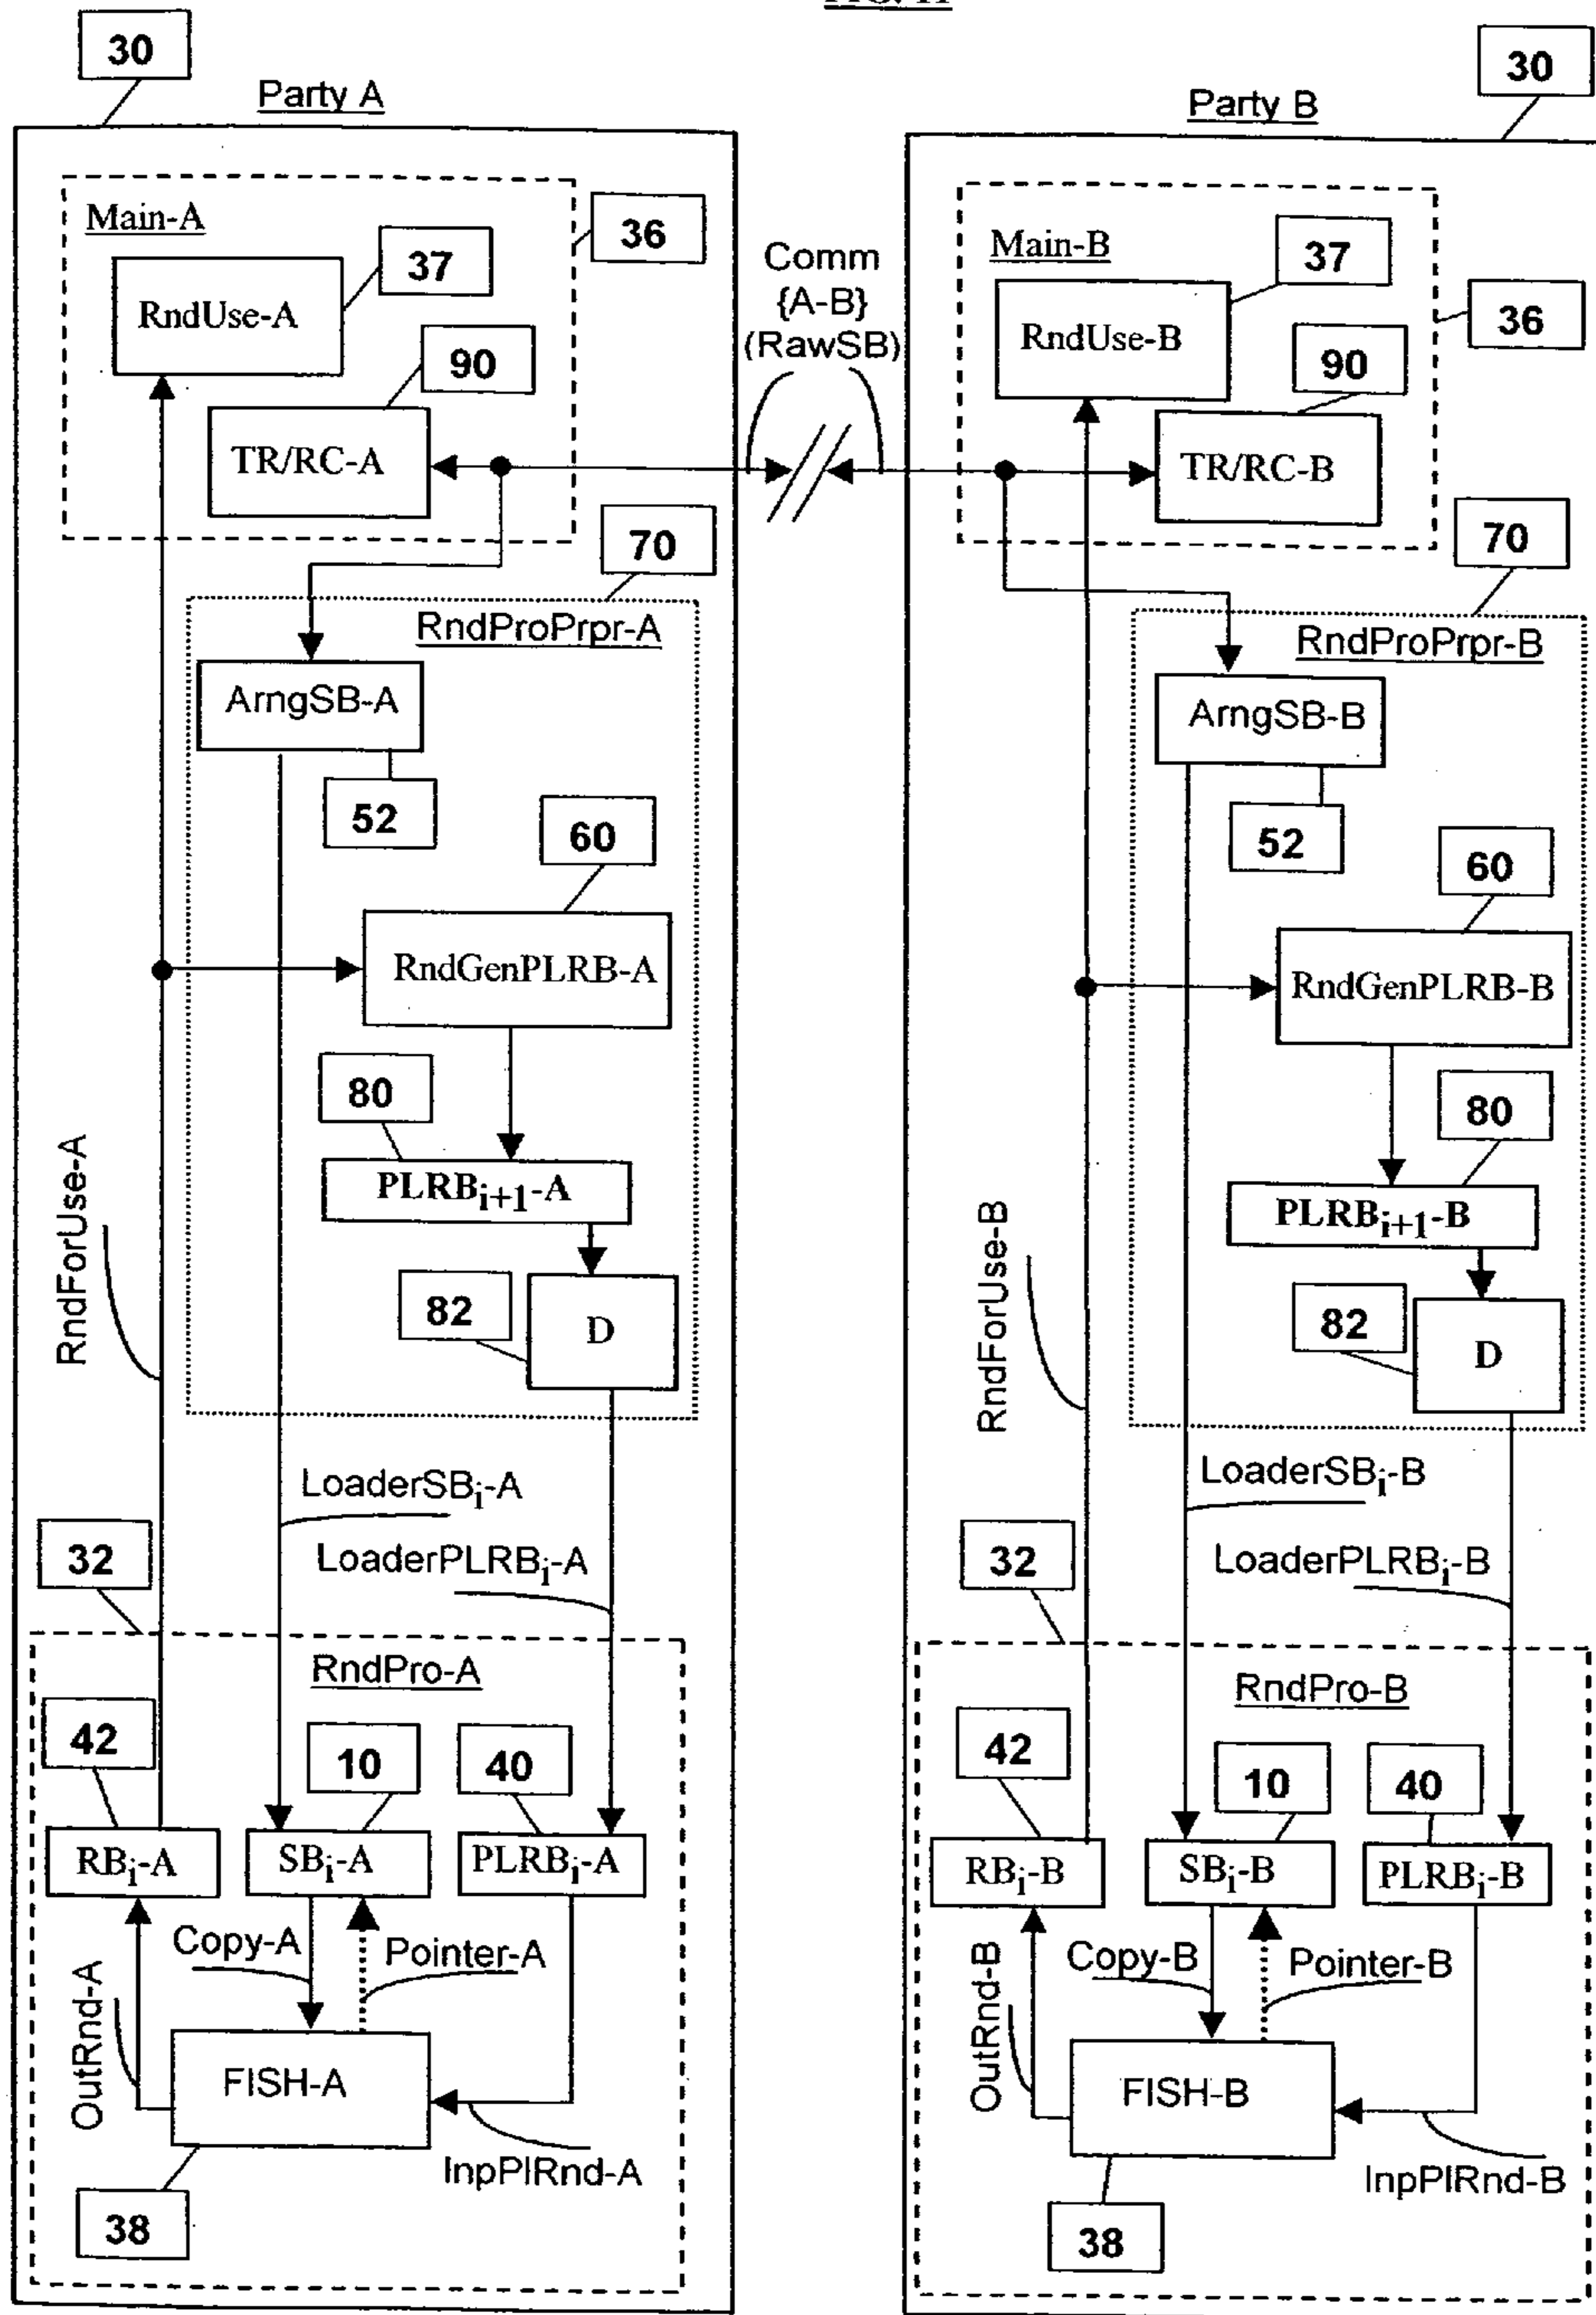 30
Party A
Main-A
36
37
RndUse-A
90
TR/RC-A
70
RndProPrpr-A
ArngSB-A
52
60
RndGenPLRB-A
80
PLRBi+1-A
82
D
RndForUse-A
LoaderSBi-A
32
LoaderPLRBi-A
RndPro-A
42
10
40
RBi-A
SBi-A
PLRBi-A
Copy-A
Pointer-A
OutRnd-A
FISH-A
InpPlRnd-A
38
Comm
{A-B}
(RawSB)
30
Party B
Main-B
37
36
RndUse-B
90
TR/RC-B
70
RndProPrpr-B
ArngSB-B
52
60
RndGenPLRB-B
80
PLRBi+1-B
82
D
RndForUse-B
LoaderSBi-B
32
LoaderPLRBi-B
RndPro-B
42
10
40
RBi-B
SBi-B
PLRBi-B
Copy-B
Pointer-B
OutRnd-B
FISH-B
InpPlRnd-B
38